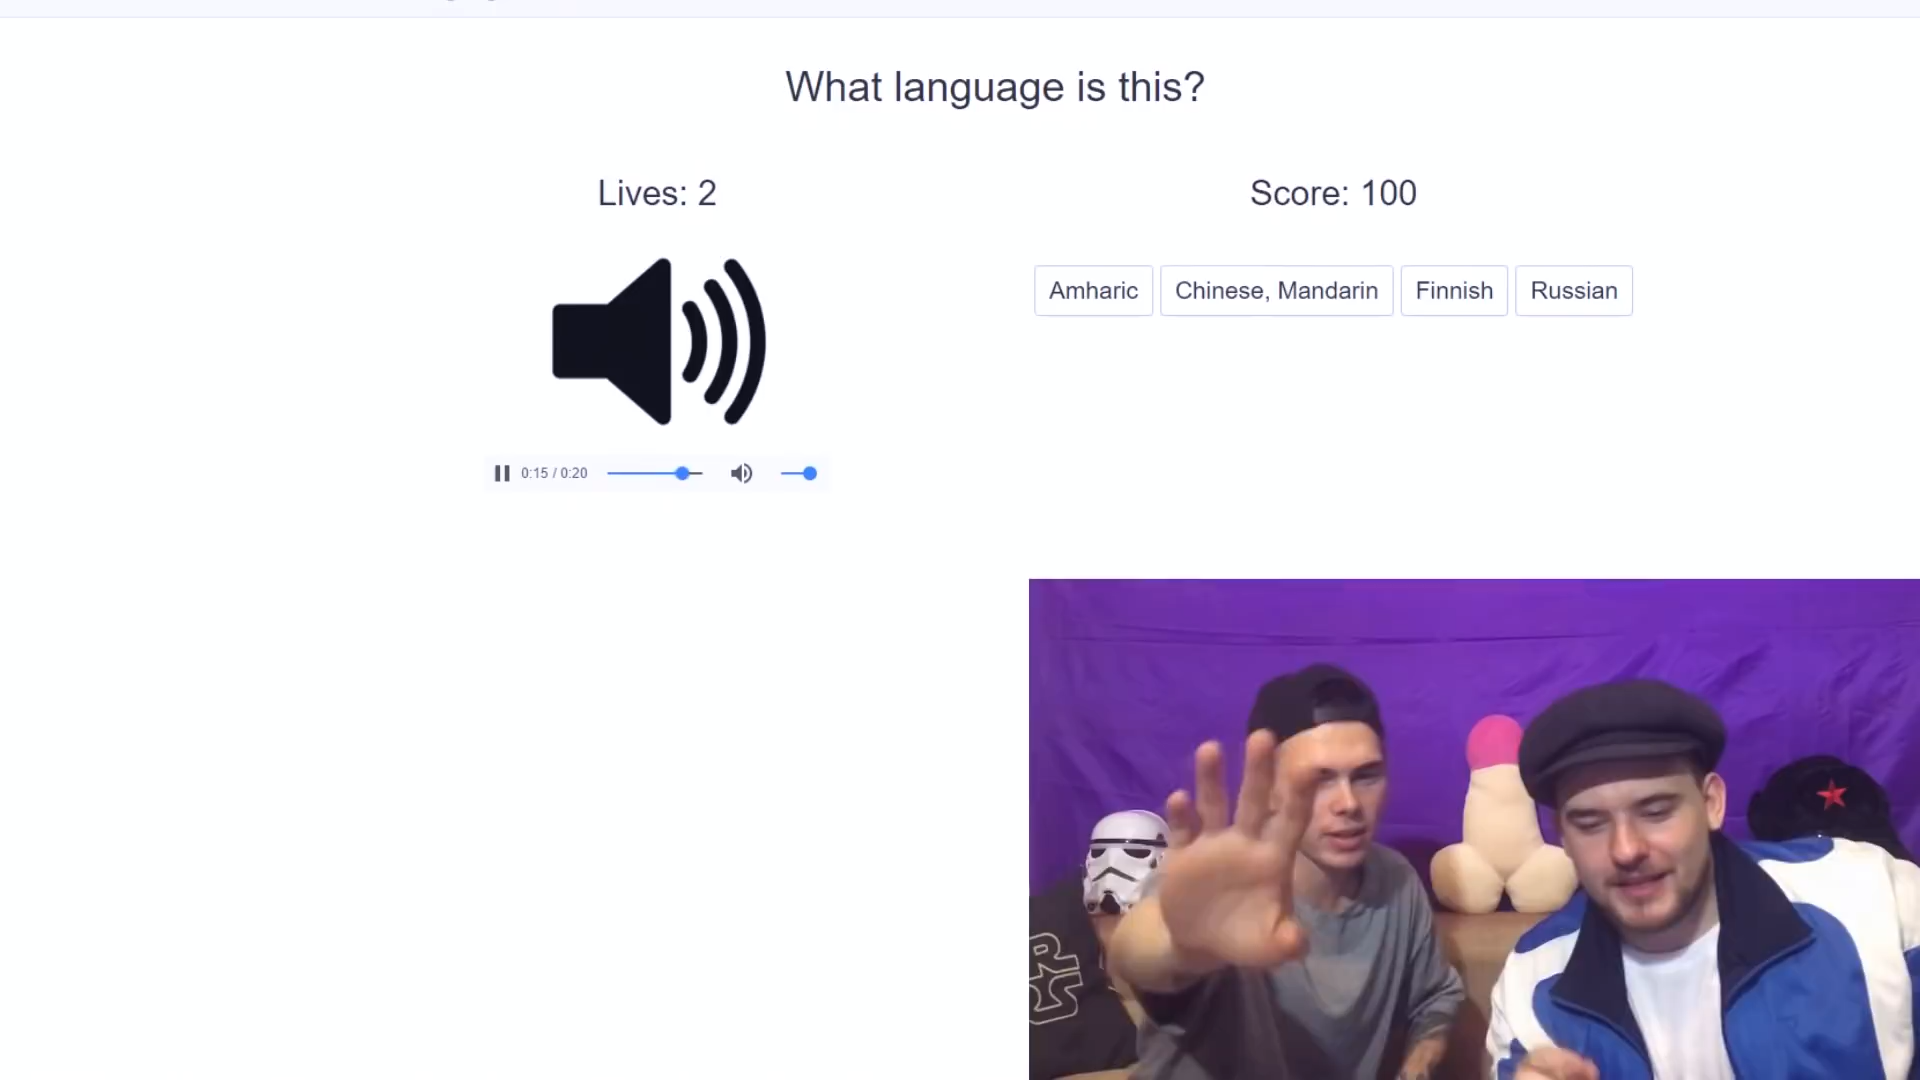 What language is this?
Lives: 2
Score: 100
Amharic
Chinese, Mandarin
Finnish
Russian
0:15 / 0:20